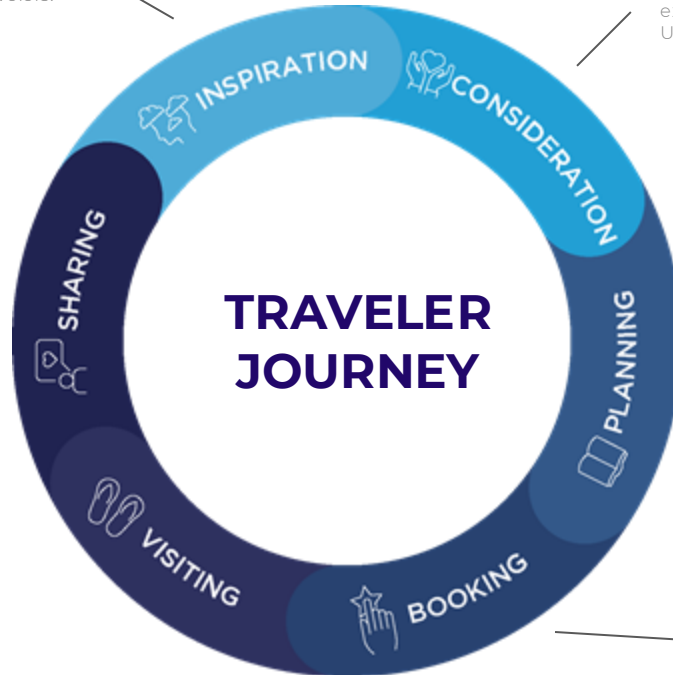 INSPIRATION
CONSIDERATION
PLANNING
BOOKING
VISITING
SHARING
TRAVELER
JOURNEY